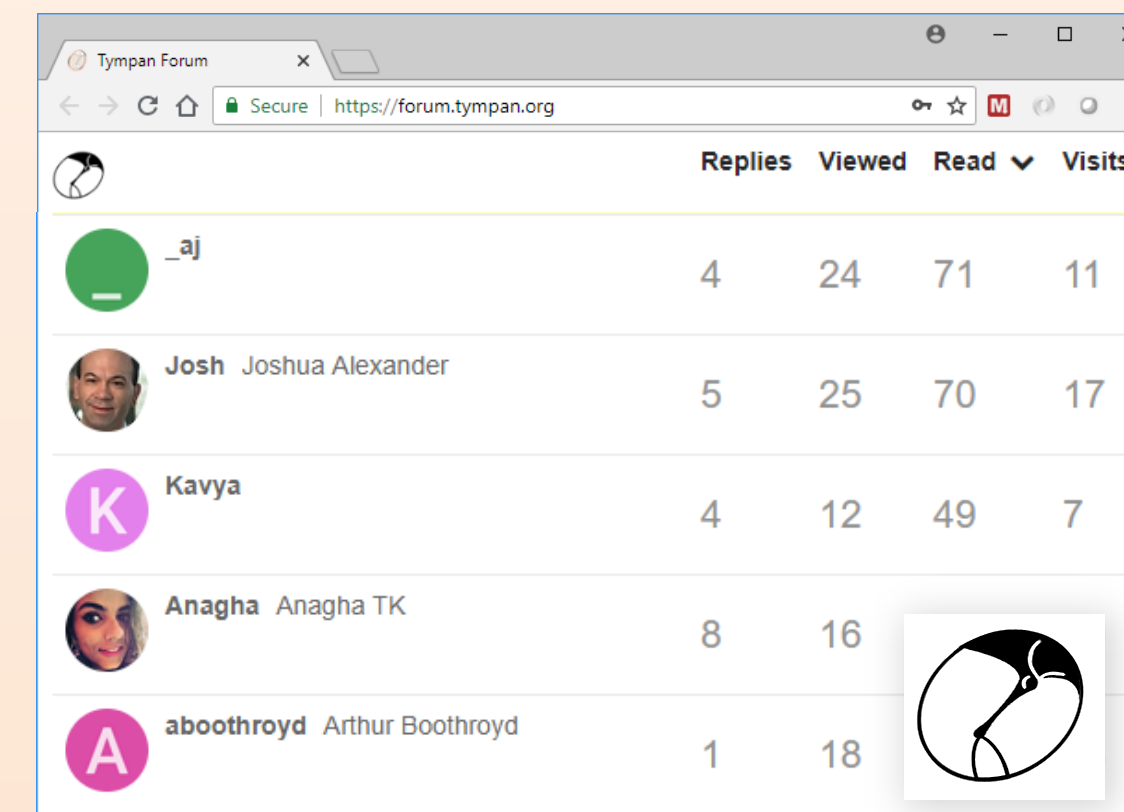 Tympan Forum
Secure https://forum.tympan.org
M
Replies Viewed Read Visits
_aj
_
4 24 71 11
Josh Joshua Alexander
5 25 70 17
Kavya
K
4 12 49 7
Anagha Anagha TK
8 16
aboothroyd Arthur Boothroyd
A
1 18